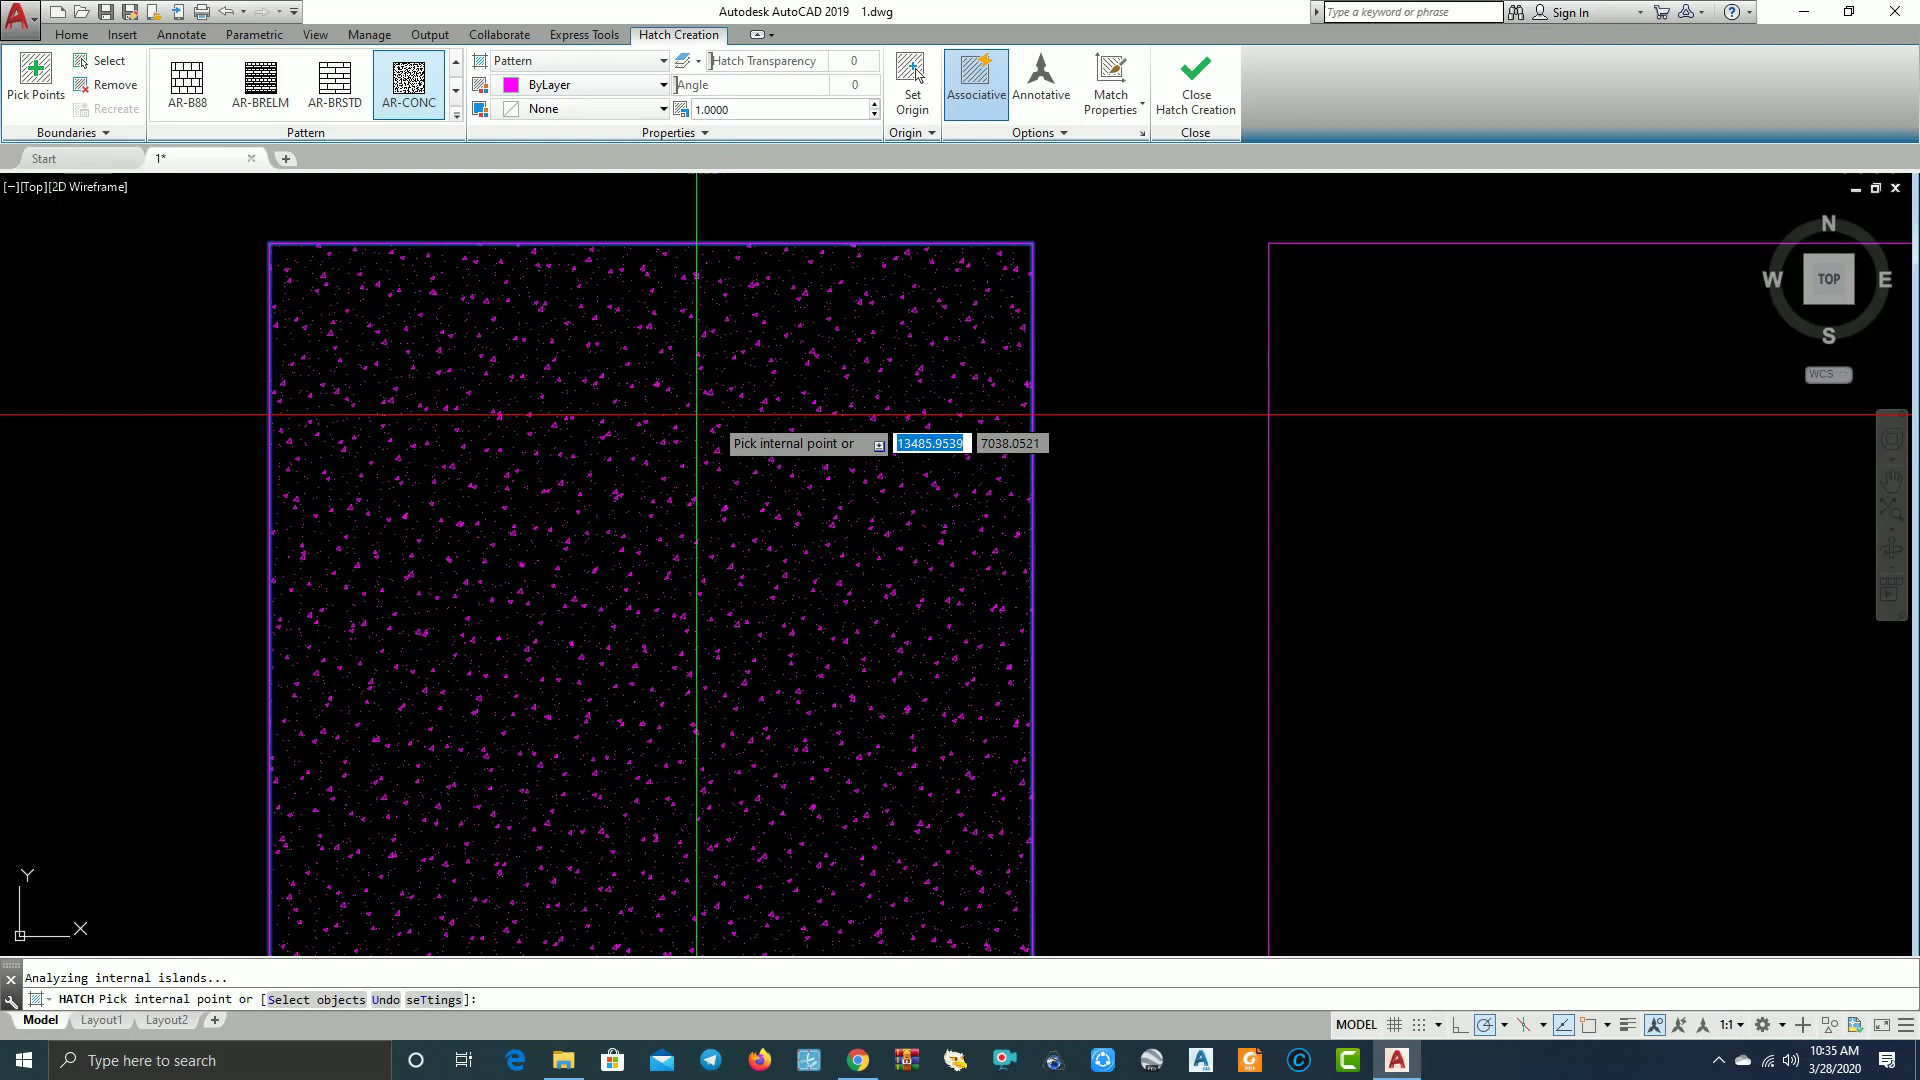 Autodesk AutoCAD 2019 1.dwg
Type a keyword or phrase
Sign In
Home Insert Annotate Parametric View Manage Output Collaborate Express Tools Hatch Creation
Pick Points
Select
Remove
Recreate
AR-B88
AR-BRELM
AR-BRSTD
AR-CONC
Pattern
Hatch Transparency 0
ByLayer
Angle 0
None
1.0000
Set
Origin
Associative
Annotative
Match
Properties
Close
Hatch Creation
Boundaries
Pattern
Properties
Origin
Options
Close
Start
1*
[−][Top][2D Wireframe]
N
W
TOP
E
S
WCS
Pick internal point or 13485.9539 7038.0521
Y
X
Analyzing internal islands...
HATCH Pick internal point or [Select objects Undo seTtings]:
Model Layout1 Layout2
MODEL
1:1
Type here to search
10:35 AM
3/28/2020